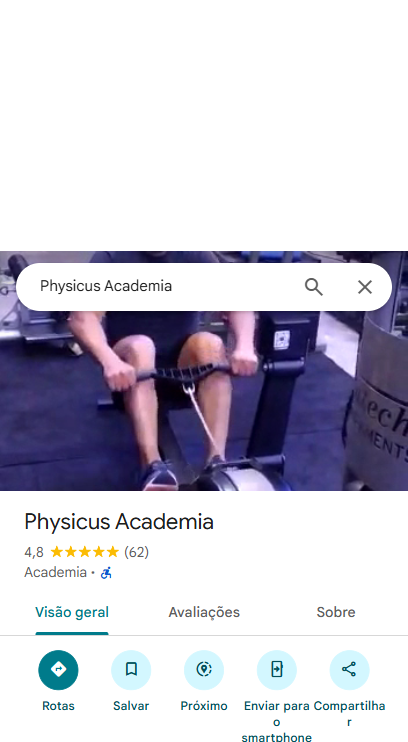 Physicus Academia
Physicus Academia
4,8 (62)
Academia ·
Visão geral
Avaliações
Sobre
Rotas
Salvar
Próximo
Enviar para o smartphone
Compartilhar